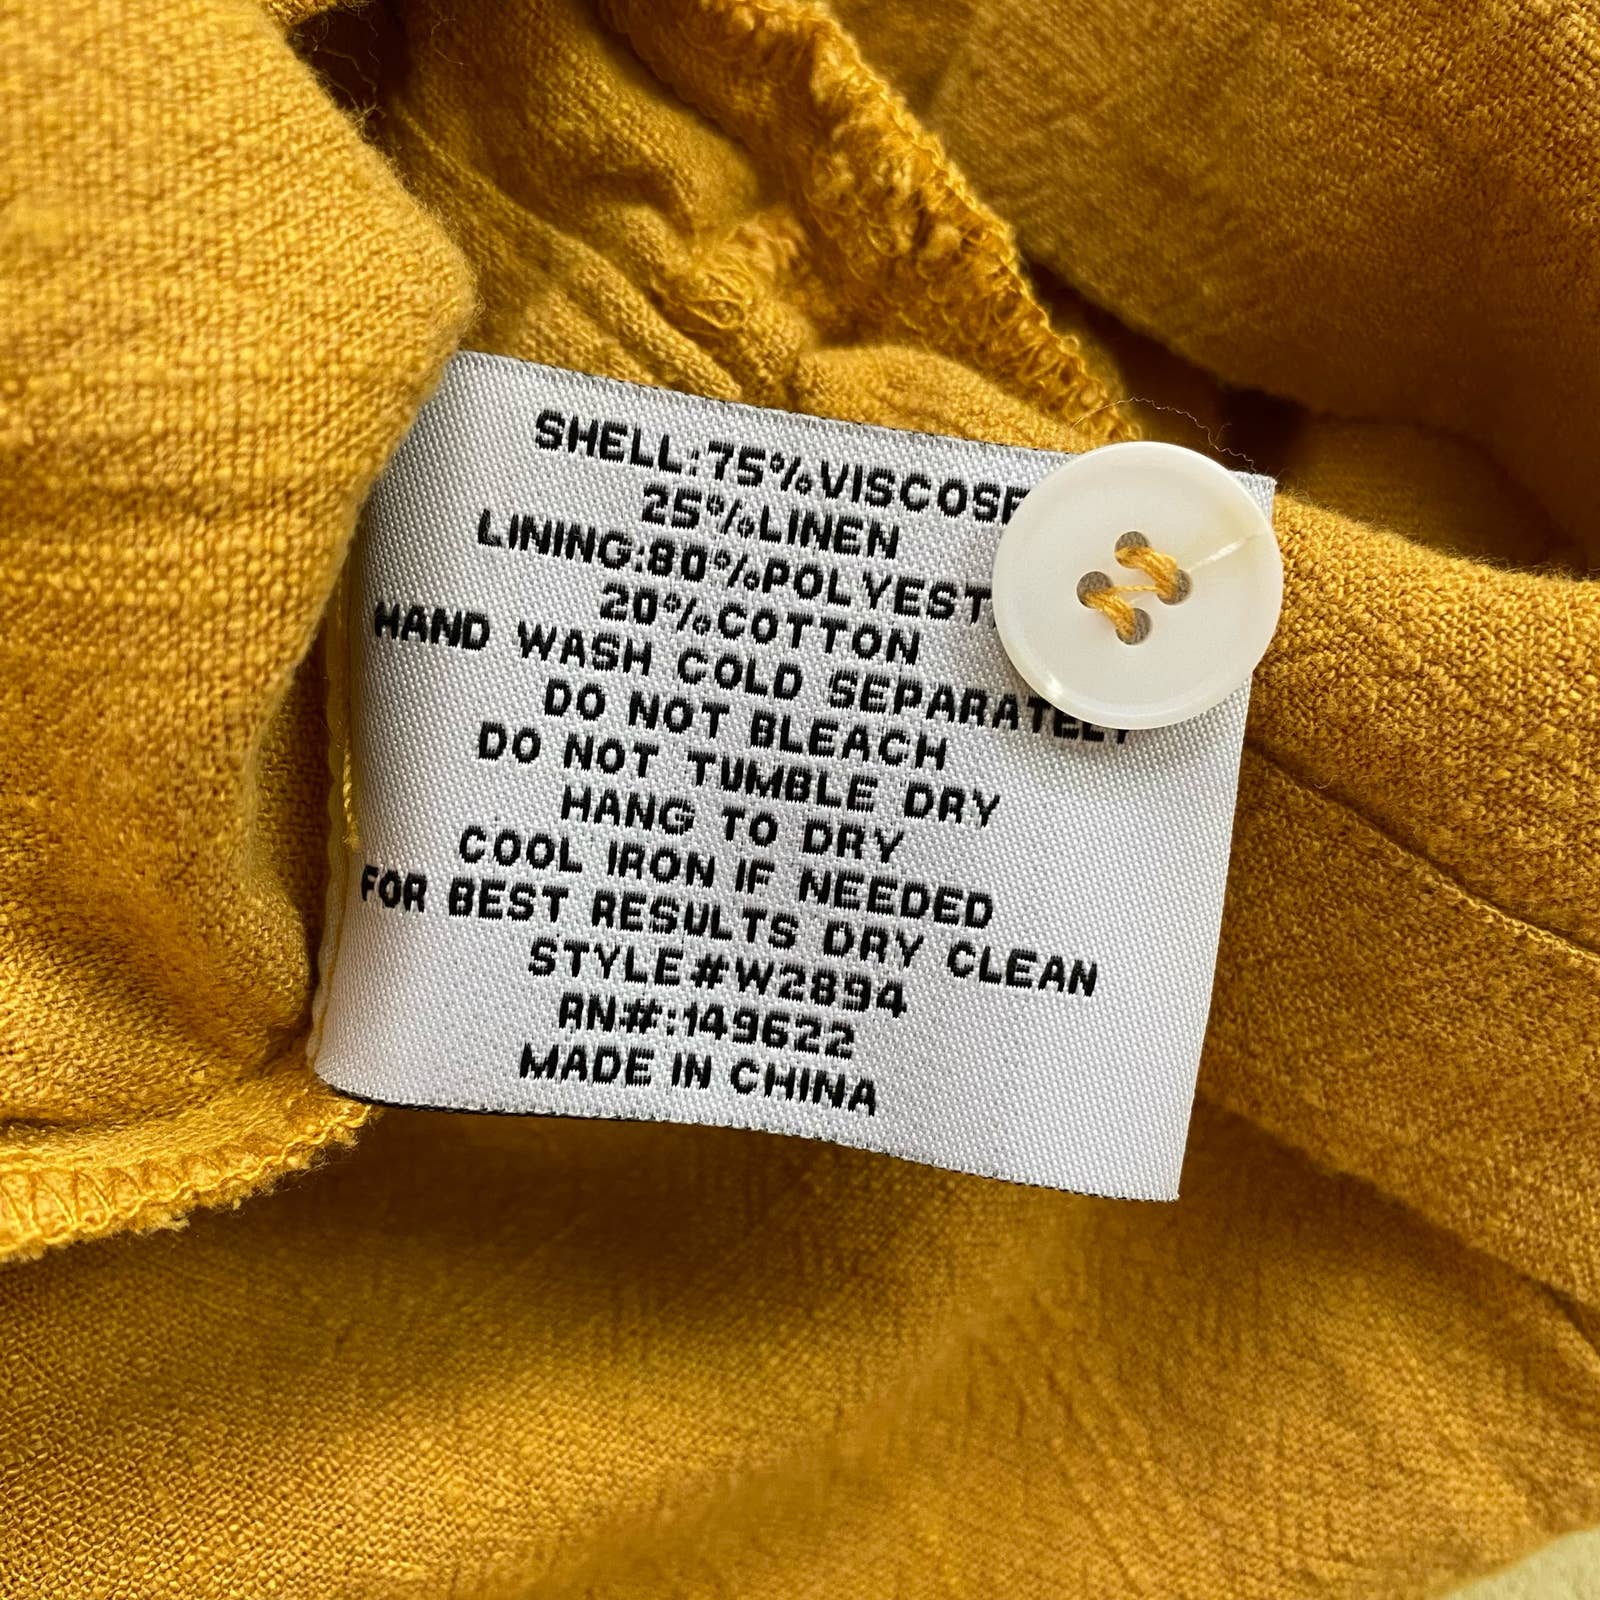 SHELL:75%VISCOSE
25%LINEN
LINING:80%POLYEST
20%COTTON
HAND WASH COLD SEPARATELY
DO NOT BLEACH
DO NOT TUMBLE DRY
HANG TO DRY
COOL IRON IF NEEDED
FOR BEST RESULTS DRY CLEAN
STYLE#W2894
RN#:149622
MADE IN CHINA